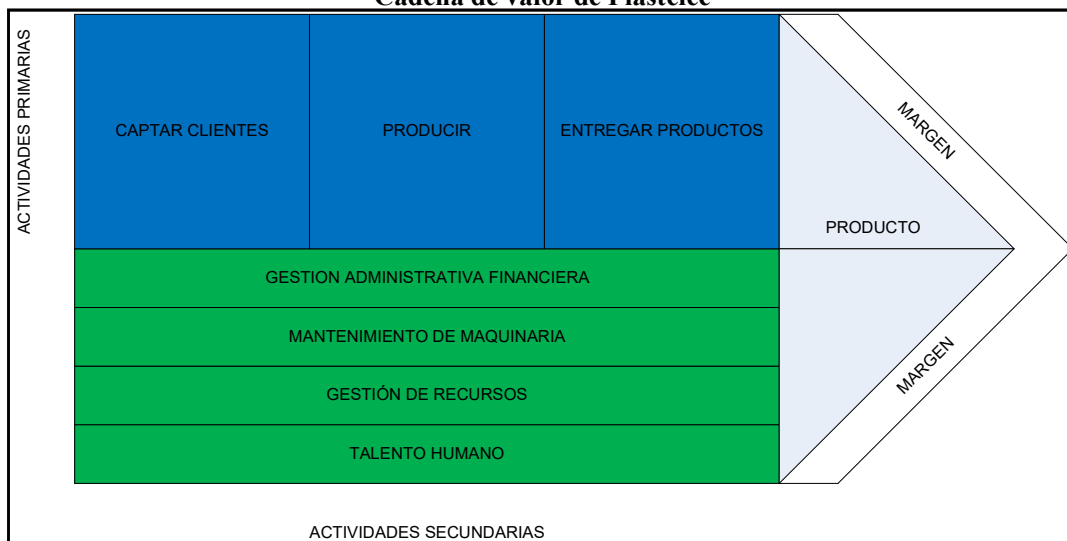 Cadena de valor de Plastelec
ACTIVIDADES PRIMARIAS
CAPTAR CLIENTES
PRODUCIR
ENTREGAR PRODUCTOS
MARGEN
PRODUCTO
GESTION ADMINISTRATIVA FINANCIERA
MANTENIMIENTO DE MAQUINARIA
GESTIÓN DE RECURSOS
TALENTO HUMANO
MARGEN
ACTIVIDADES SECUNDARIAS